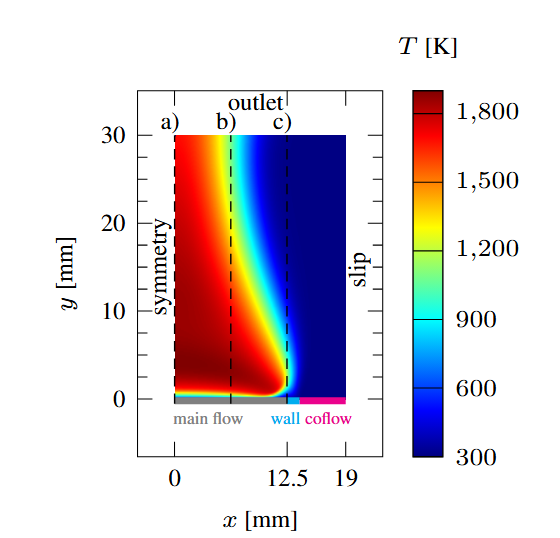 T [K]
outlet
a) b) c)
30
20
10
0
y [mm]
symmetry
slip
main flow wall coflow
0 12.5 19
x [mm]
1,800
1,500
1,200
900
600
300